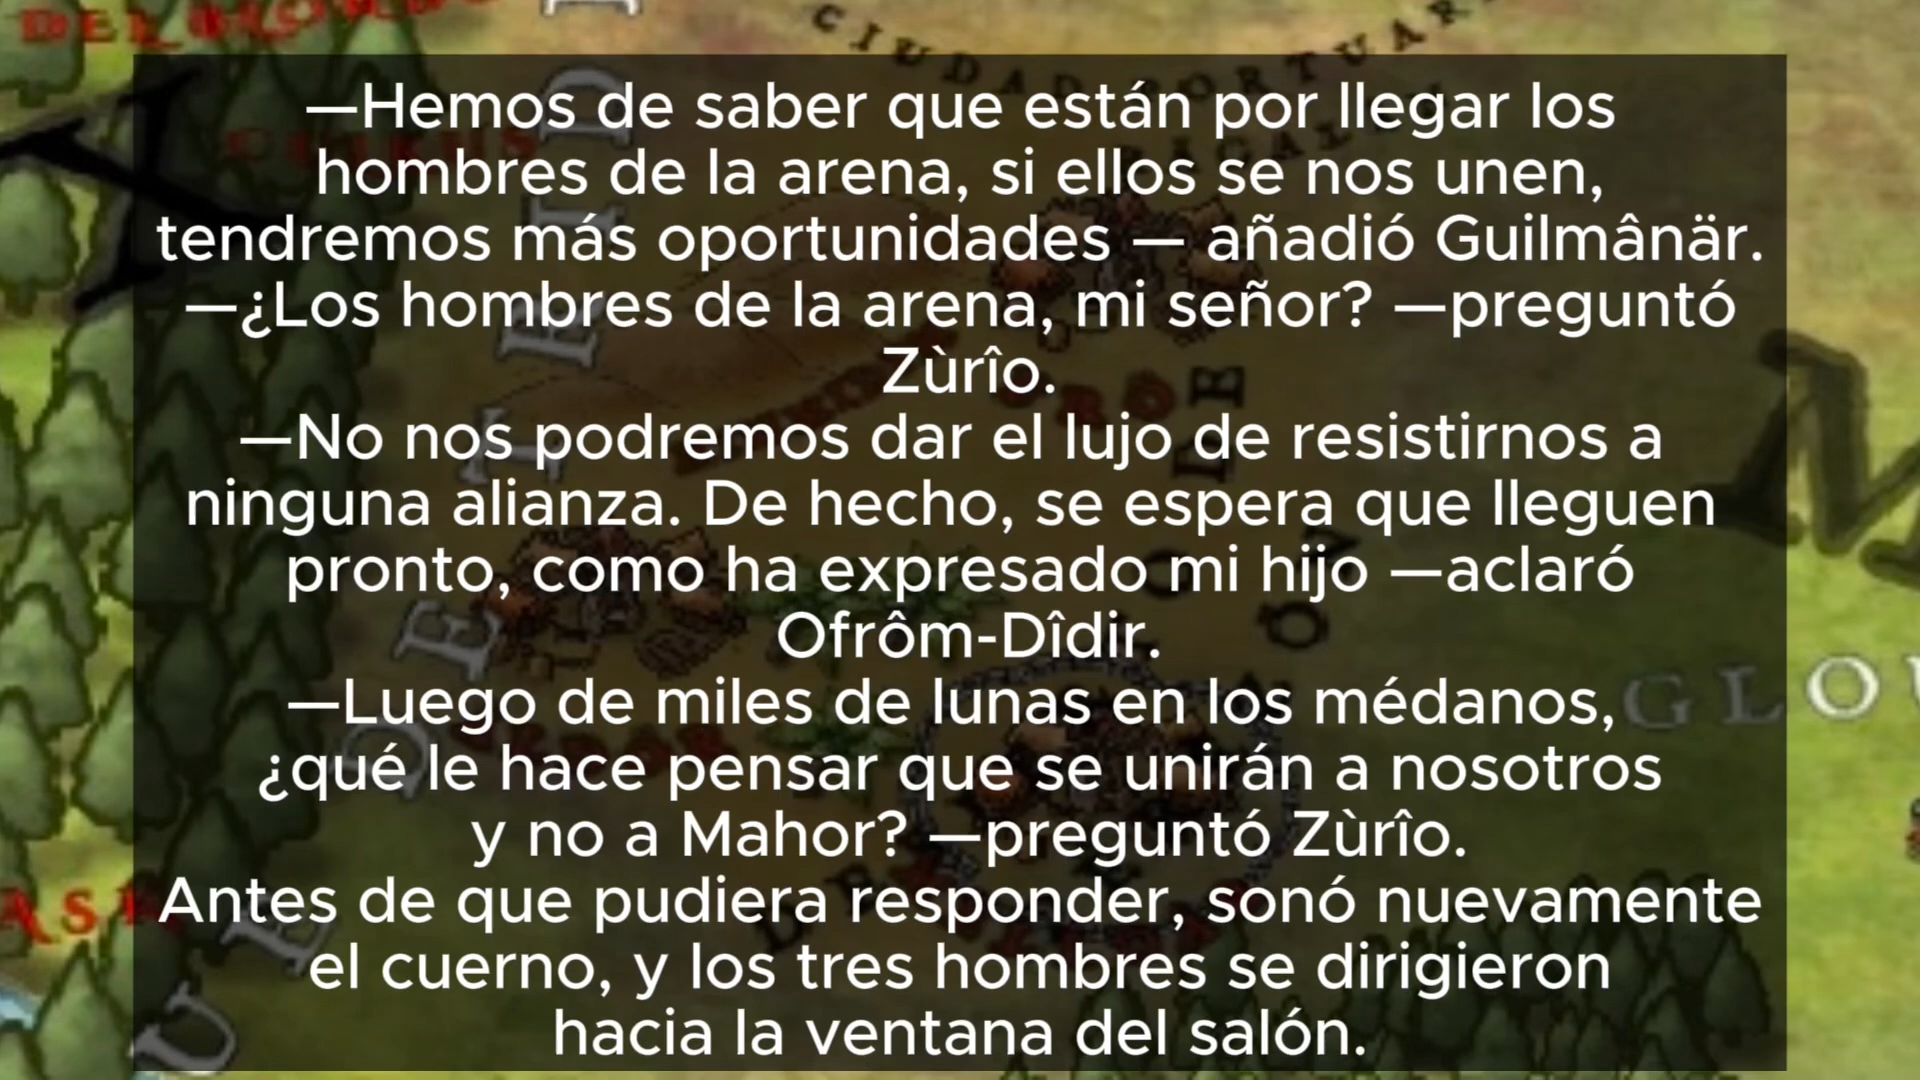 CIUDAD PORTUAR
—Hemos de saber que están por llegar los
hombres de la arena, si ellos se nos unen,
tendremos más oportunidades — añadió Guilmânär.
—¿Los hombres de la arena, mi señor? —preguntó
Zùrîo.
—No nos podremos dar el lujo de resistirnos a
ninguna alianza. De hecho, se espera que lleguen
pronto, como ha expresado mi hijo —aclaró
Ofrôm-Dîdir.
—Luego de miles de lunas en los médanos,
¿qué le hace pensar que se unirán a nosotros
y no a Mahor? —preguntó Zùrîo.
Antes de que pudiera responder, sonó nuevamente
el cuerno, y los tres hombres se dirigieron
hacia la ventana del salón.
GLOV